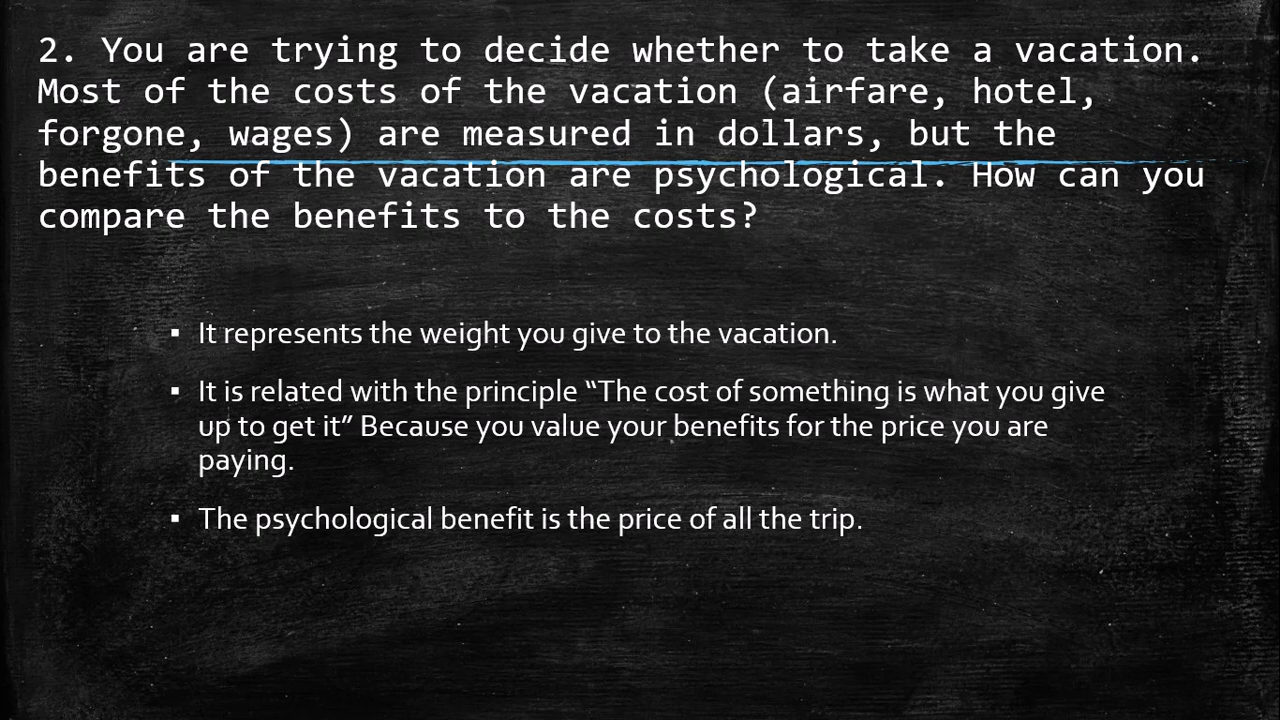 2. You are trying to decide whether to take a vacation.
Most of the costs of the vacation (airfare, hotel,
forgone, wages) are measured in dollars, but the
benefits of the vacation are psychological. How can you
compare the benefits to the costs?
▪ It represents the weight you give to the vacation.
▪ It is related with the principle “The cost of something is what you give
up to get it” Because you value your benefits for the price you are
paying.
▪ The psychological benefit is the price of all the trip.